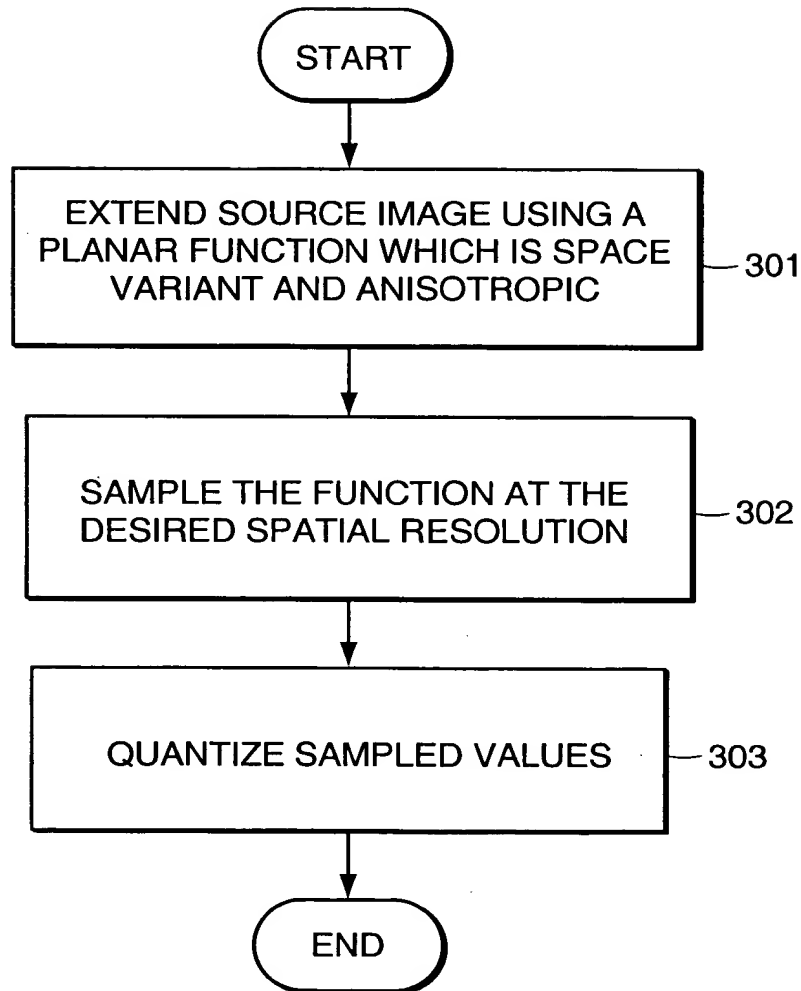 START
EXTEND SOURCE IMAGE USING A
PLANAR FUNCTION WHICH IS SPACE
VARIANT AND ANISOTROPIC
301
SAMPLE THE FUNCTION AT THE
DESIRED SPATIAL RESOLUTION
302
QUANTIZE SAMPLED VALUES
303
END